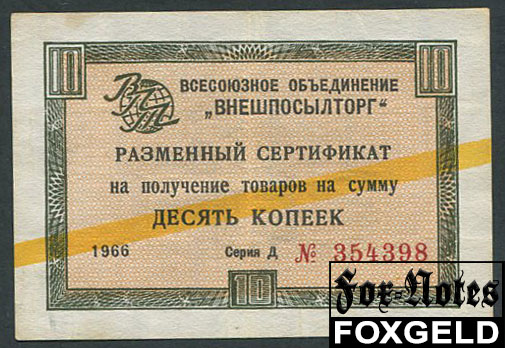 10 10
ВПТ
ВСЕСОЮЗНОЕ ОБЪЕДИНЕНИЕ
„ВНЕШПОСЫЛТОРГ“
РАЗМЕННЫЙ СЕРТИФИКАТ
на получение товаров на сумму
ДЕСЯТЬ КОПЕЕК
1966 Серия Д № 354398
10
Fox-Notes
FOXGELD